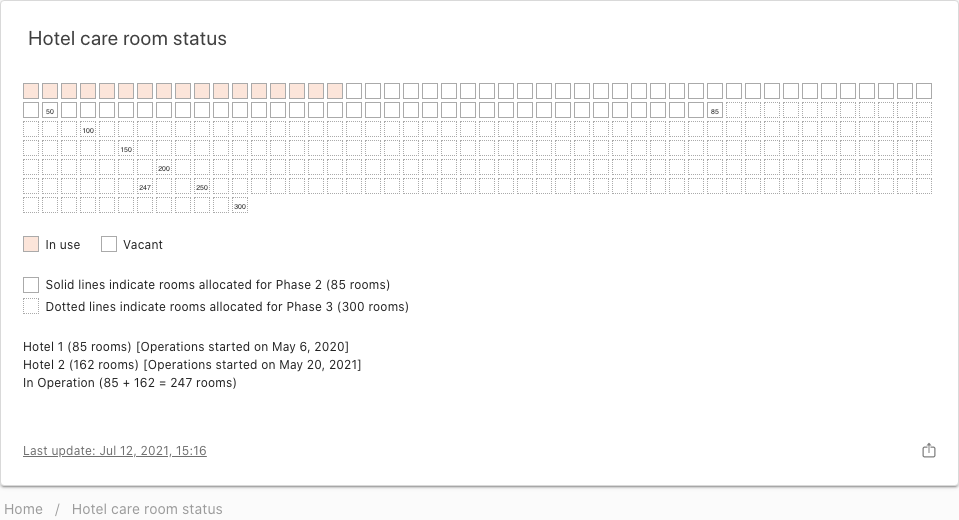 Hotel care room status
50
85
100
150
200
247
250
300
In use
Vacant
Solid lines indicate rooms allocated for Phase 2 (85 rooms)
Dotted lines indicate rooms allocated for Phase 3 (300 rooms)
Hotel 1 (85 rooms) [Operations started on May 6, 2020]
Hotel 2 (162 rooms) [Operations started on May 20, 2021]
In Operation (85 + 162 = 247 rooms)
Last update: Jul 12, 2021, 15:16
Home / Hotel care room status